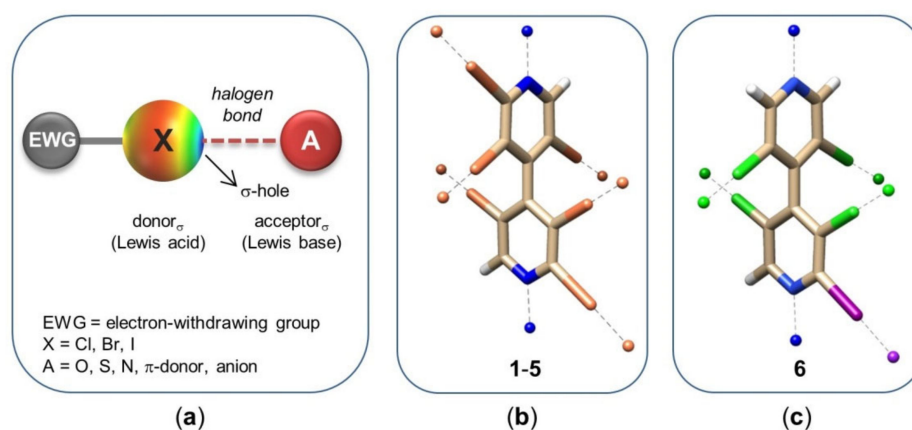 halogen
bond
EWG
X
A
σ-hole
donorσ
(Lewis acid)
acceptorσ
(Lewis base)
EWG = electron-withdrawing group
X = Cl, Br, I
A = O, S, N, π-donor, anion
1-5
6
(a)
(b)
(c)